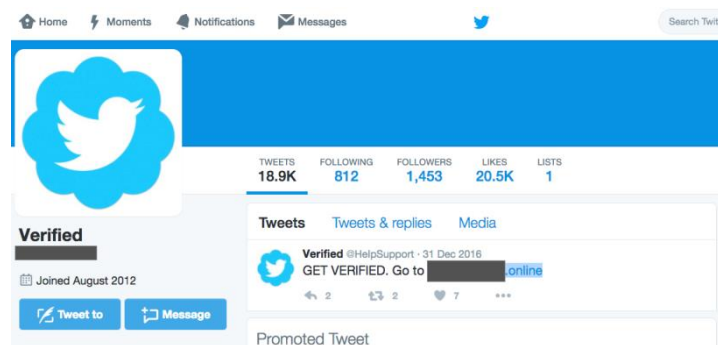 Home Moments Notifications Messages Search Twit
TWEETS FOLLOWING FOLLOWERS LIKES LISTS
18.9K 812 1,453 20.5K 1
Verified
Joined August 2012
Tweet to Message
Tweets Tweets & replies Media
Verified @HelpSupport · 31 Dec 2016
GET VERIFIED. Go to .online
2 2 7
Promoted Tweet